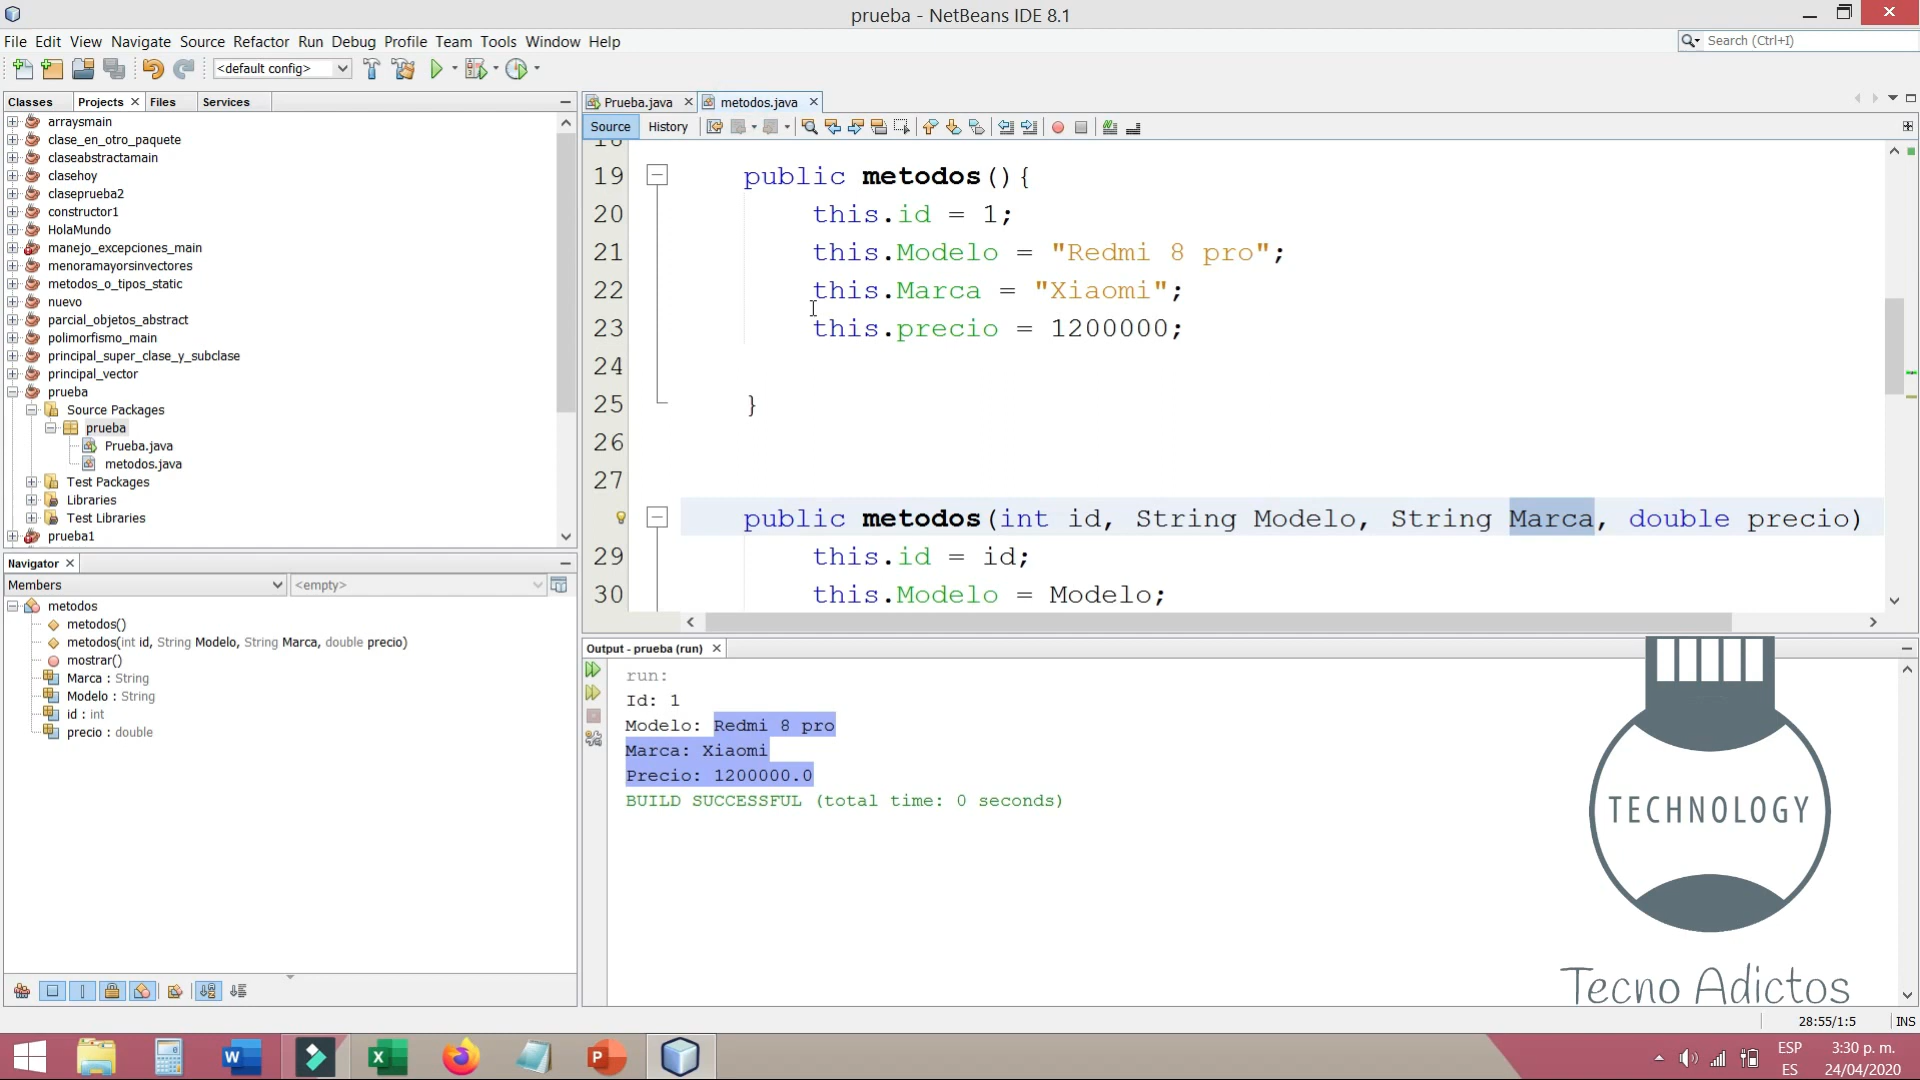 prueba - NetBeans IDE 8.1
File Edit View Navigate Source Refactor Run Debug Profile Team Tools Window Help
Search (Ctrl+I)
<default config>
Classes Projects Files Services
arraysmain
clase_en_otro_paquete
claseabstractamain
clasehoy
claseprueba2
constructor1
HolaMundo
manejo_excepciones_main
menoramayorsinvectores
metodos_o_tipos_static
nuevo
parcial_objetos_abstract
polimorfismo_main
principal_super_clase_y_subclase
principal_vector
prueba
Source Packages
prueba
Prueba.java
metodos.java
Test Packages
Libraries
Test Libraries
prueba1
Navigator
Members <empty>
metodos
metodos()
metodos(int id, String Modelo, String Marca, double precio)
mostrar()
Marca : String
Modelo : String
id : int
precio : double
Prueba.java metodos.java
Source History
19 public metodos(){
20 this.id = 1;
21 this.Modelo = "Redmi 8 pro";
22 this.Marca = "Xiaomi";
23 this.precio = 1200000;
24
25 }
26
27
public metodos(int id, String Modelo, String Marca, double precio)
29 this.id = id;
30 this.Modelo = Modelo;
Output - prueba (run)
run:
Id: 1
Modelo: Redmi 8 pro
Marca: Xiaomi
Precio: 1200000.0
BUILD SUCCESSFUL (total time: 0 seconds)
TECHNOLOGY
Tecno Adictos
28:55/1:5 INS
ESP
ES
3:30 p. m.
24/04/2020